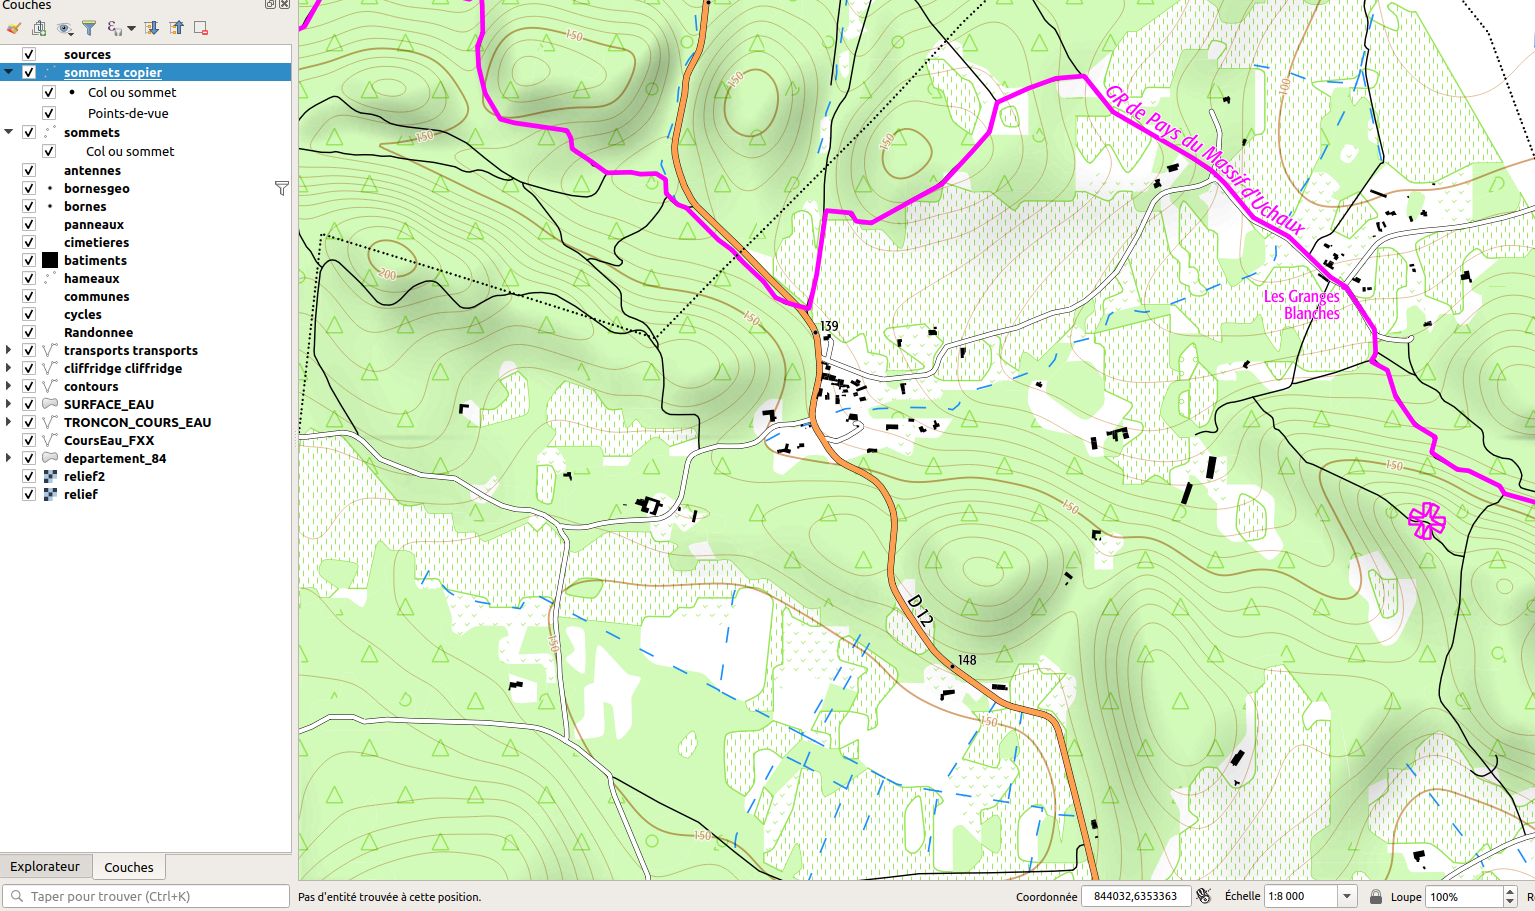 Couches
sources
sommets copier
Col ou sommet
Points-de-vue
sommets
Col ou sommet
antennes
bornesgeo
bornes
panneaux
cimetieres
batiments
hameaux
communes
cycles
Randonnee
transports transports
cliffridge cliffridge
contours
SURFACE_EAU
TRONCON_COURS_EAU
CoursEau_FXX
departement_84
relief2
relief
Explorateur
Couches
Taper pour trouver (Ctrl+K)
150
150
150
150
100
GR de Pays du Massif d'Uchaux
200
150
139
Les Granges
Blanches
150
150
D 12
150
148
150
150
Pas d'entité trouvée à cette position.
Coordonnée
844032,6353363
Échelle
1:8 000
Loupe
100%